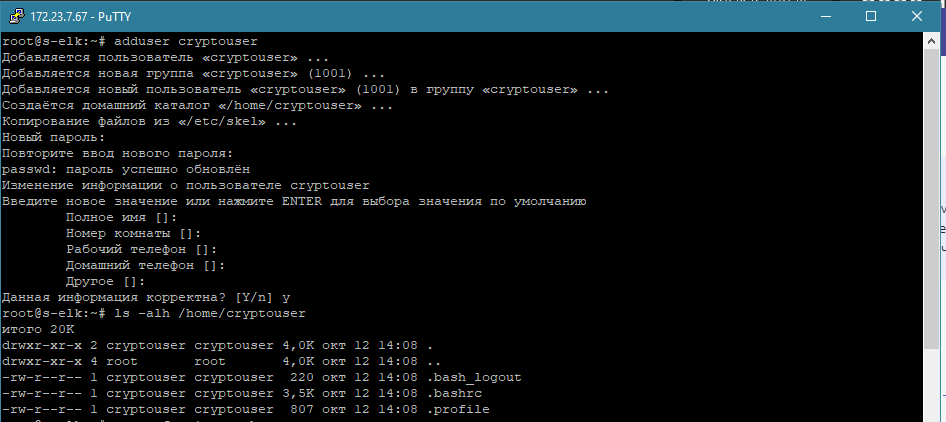 172.23.7.67 - PuTTY
root@s-elk:~# adduser cryptouser
Добавляется пользователь «cryptouser» ...
Добавляется новая группа «cryptouser» (1001) ...
Добавляется новый пользователь «cryptouser» (1001) в группу «cryptouser» ...
Создаётся домашний каталог «/home/cryptouser» ...
Копирование файлов из «/etc/skel» ...
Новый пароль:
Повторите ввод нового пароля:
passwd: пароль успешно обновлён
Изменение информации о пользователе cryptouser
Введите новое значение или нажмите ENTER для выбора значения по умолчанию
Полное имя []:
Номер комнаты []:
Рабочий телефон []:
Домашний телефон []:
Другое []:
Данная информация корректна? [Y/n] y
root@s-elk:~# ls -alh /home/cryptouser
итого 20K
drwxr-xr-x 2 cryptouser cryptouser 4,0K окт 12 14:08 .
drwxr-xr-x 4 root       root       4,0K окт 12 14:08 ..
-rw-r--r-- 1 cryptouser cryptouser  220 окт 12 14:08 .bash_logout
-rw-r--r-- 1 cryptouser cryptouser 3,5K окт 12 14:08 .bashrc
-rw-r--r-- 1 cryptouser cryptouser  807 окт 12 14:08 .profile